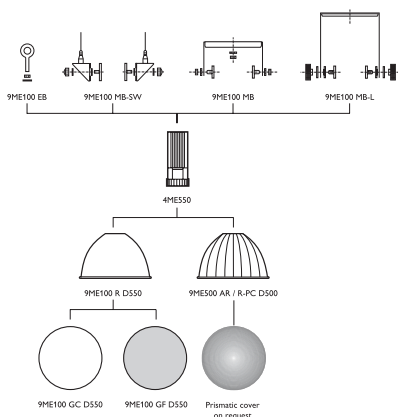 9ME100 EB
9ME100 MB-SW
9ME100 MB
9ME100 MB-L
4ME550
9ME100 R D550
9ME500 AR / R-PC D500
9ME100 GC D550
9ME100 GF D550
Prismatic cover
on request